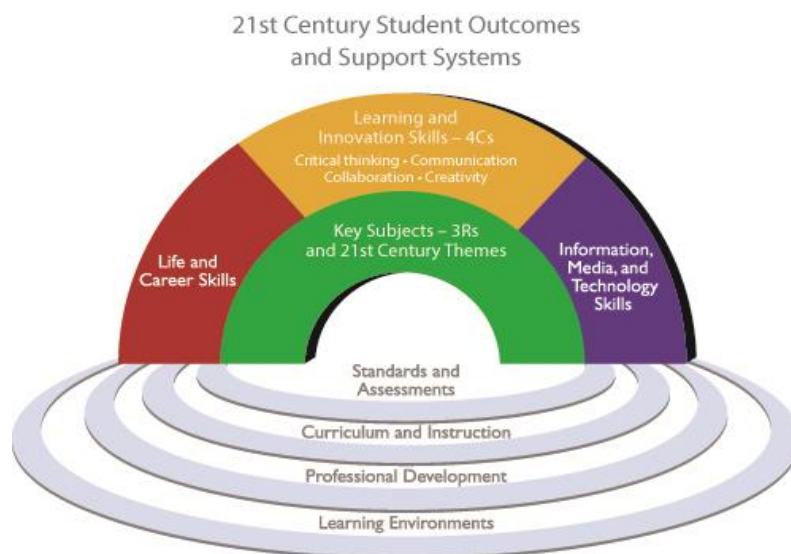 21st Century Student Outcomes
and Support Systems
Learning and
Innovation Skills – 4Cs
Critical thinking • Communication
Collaboration • Creativity
Key Subjects – 3Rs
and 21st Century Themes
Life and
Career Skills
Information,
Media, and
Technology
Skills
Standards and
Assessments
Curriculum and Instruction
Professional Development
Learning Environments